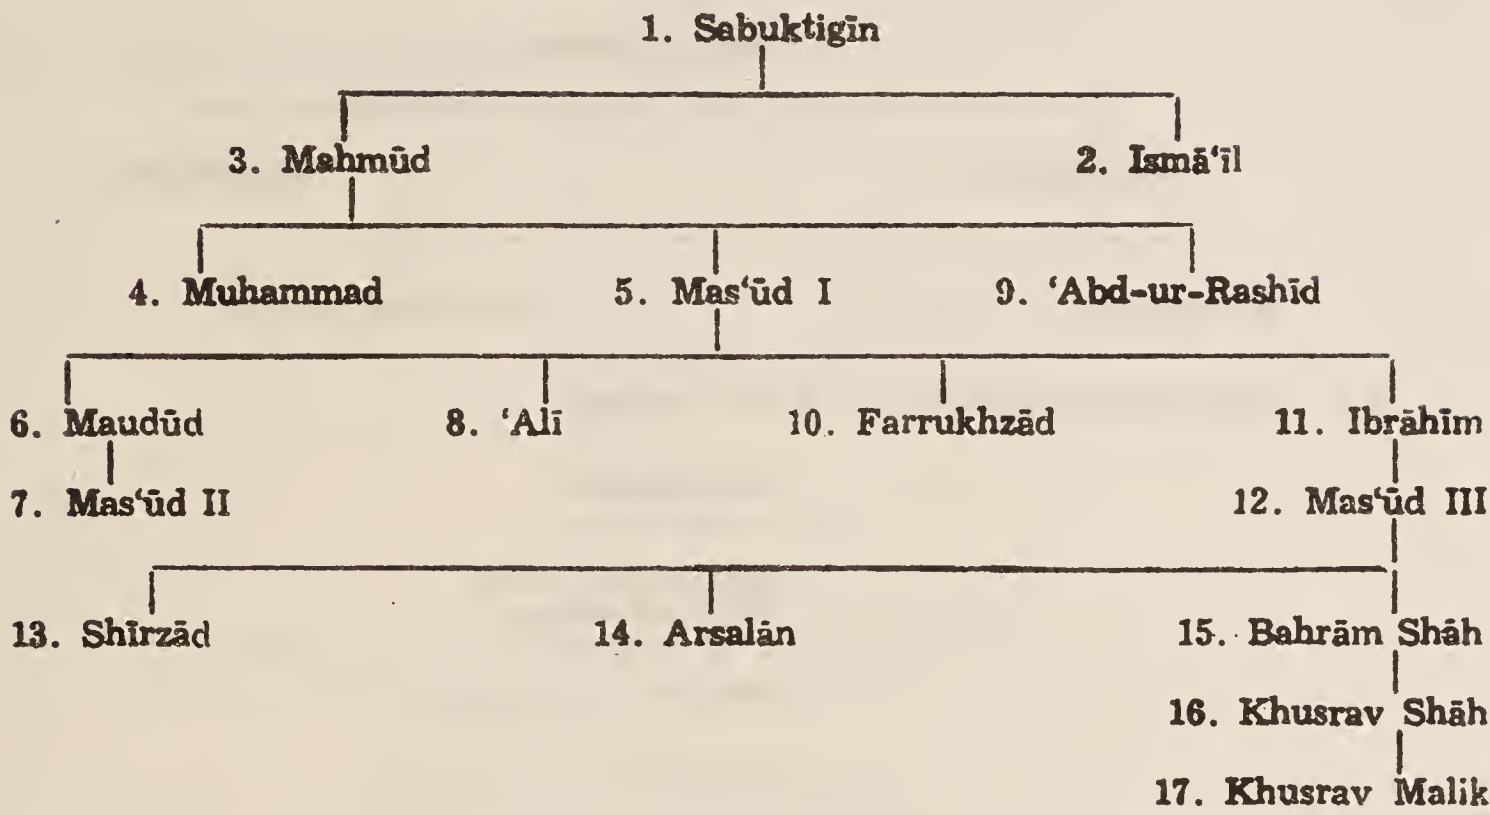 1. Sabuktigīn
3. Mahmūd 2. Ismā‘īl
4. Muhammad 5. Mas‘ūd I 9. ‘Abd-ur-Rashīd
6. Maudūd 8. ‘Alī 10. Farrukhzād 11. Ibrāhīm
7. Mas‘ūd II 12. Mas‘ūd III
13. Shīrzād 14. Arsalān 15. Bahrām Shāh
16. Khusrav Shāh
17. Khusrav Malik